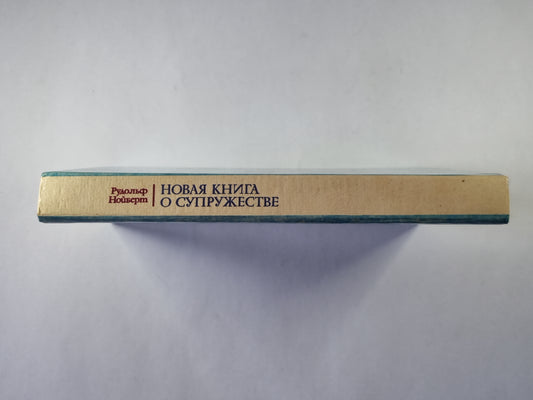 Рудольф
Нойберт
НОВАЯ КНИГА
О СУПРУЖЕСТВЕ